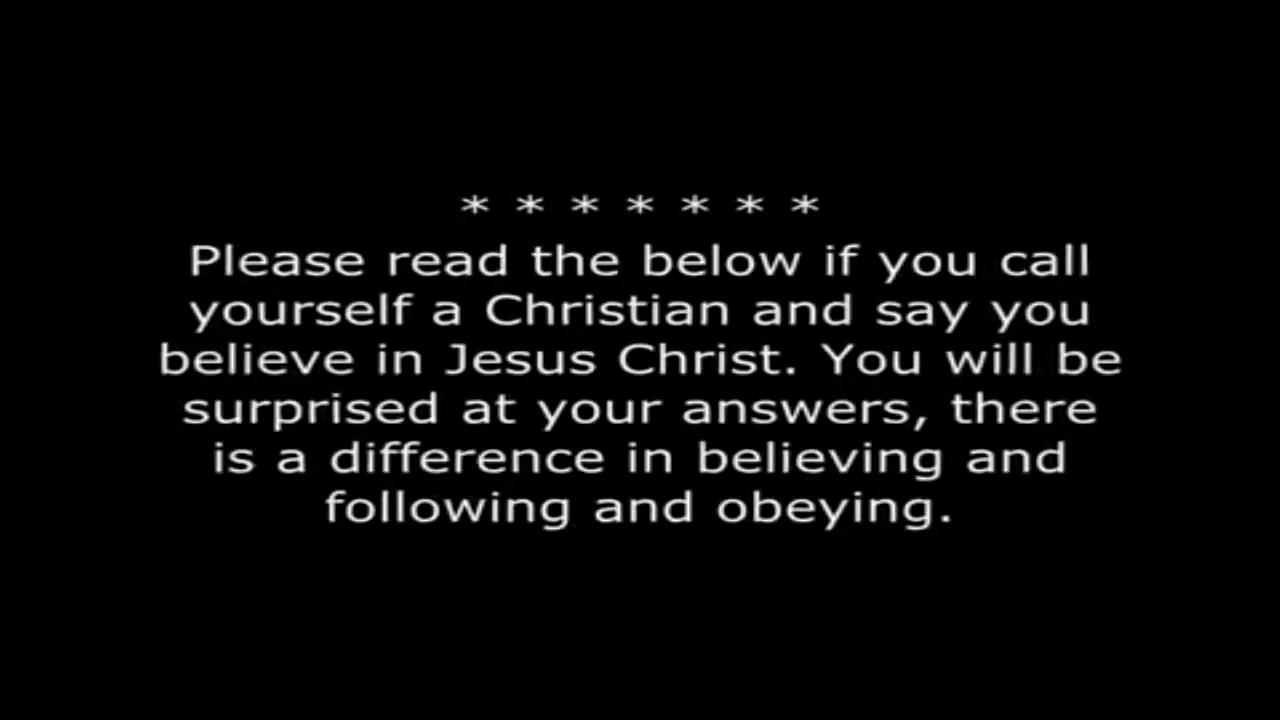 * * * * * * *
Please read the below if you call
yourself a Christian and say you
believe in Jesus Christ. You will be
surprised at your answers, there
is a difference in believing and
following and obeying.